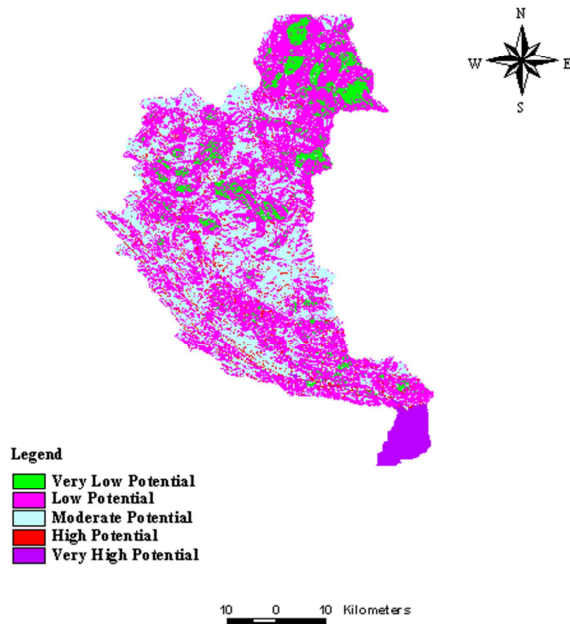 N
W E
S
Legend
Very Low Potential
Low Potential
Moderate Potential
High Potential
Very High Potential
10 0 10 Kilometers